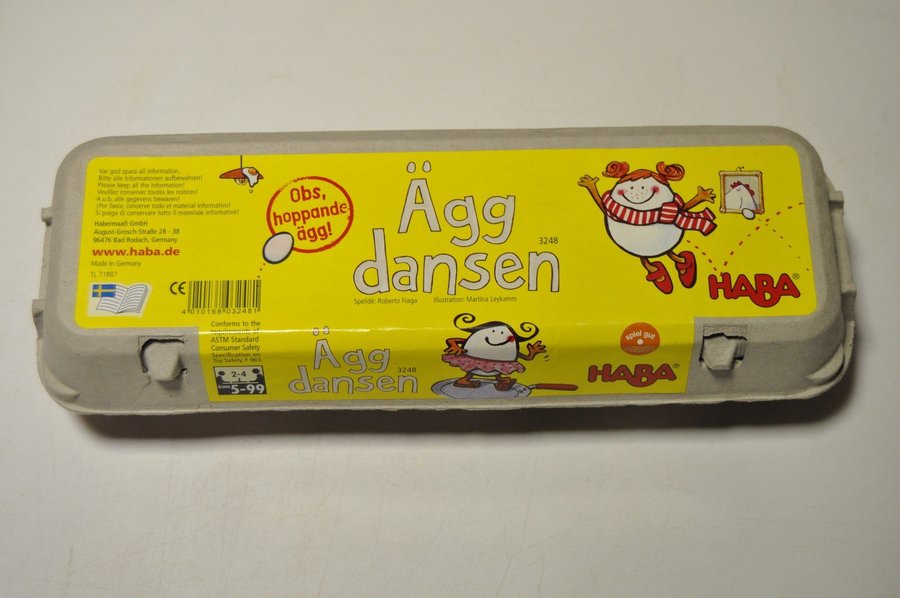 Var god spara all information.
Bitte alle Informationen aufbewahren!
Please keep all the information!
Veuillez conserver toutes les notices!
A.u.b. alle gegevens bewaren!
¡Por favor, conserve todo el material informativo!
Si prega di conservare tutto il materiale informativo!
Habermaaß GmbH
August-Grosch-Straße 28 - 38
96476 Bad Rodach, Germany
www.haba.de
Made in Germany
TL 71887
CE
4 010168 032481
Obs,
hoppande
ägg!
Ägg
dansen
3248
Spelidé: Roberto Fraga Illustration: Martina Leykamm
HABA®
Conforms to the
requirements of
ASTM Standard
Consumer Safety
Specification on
Toy Safety, F 963
2-4
5-99
Ägg
dansen
3248
spiel gut
HABA®